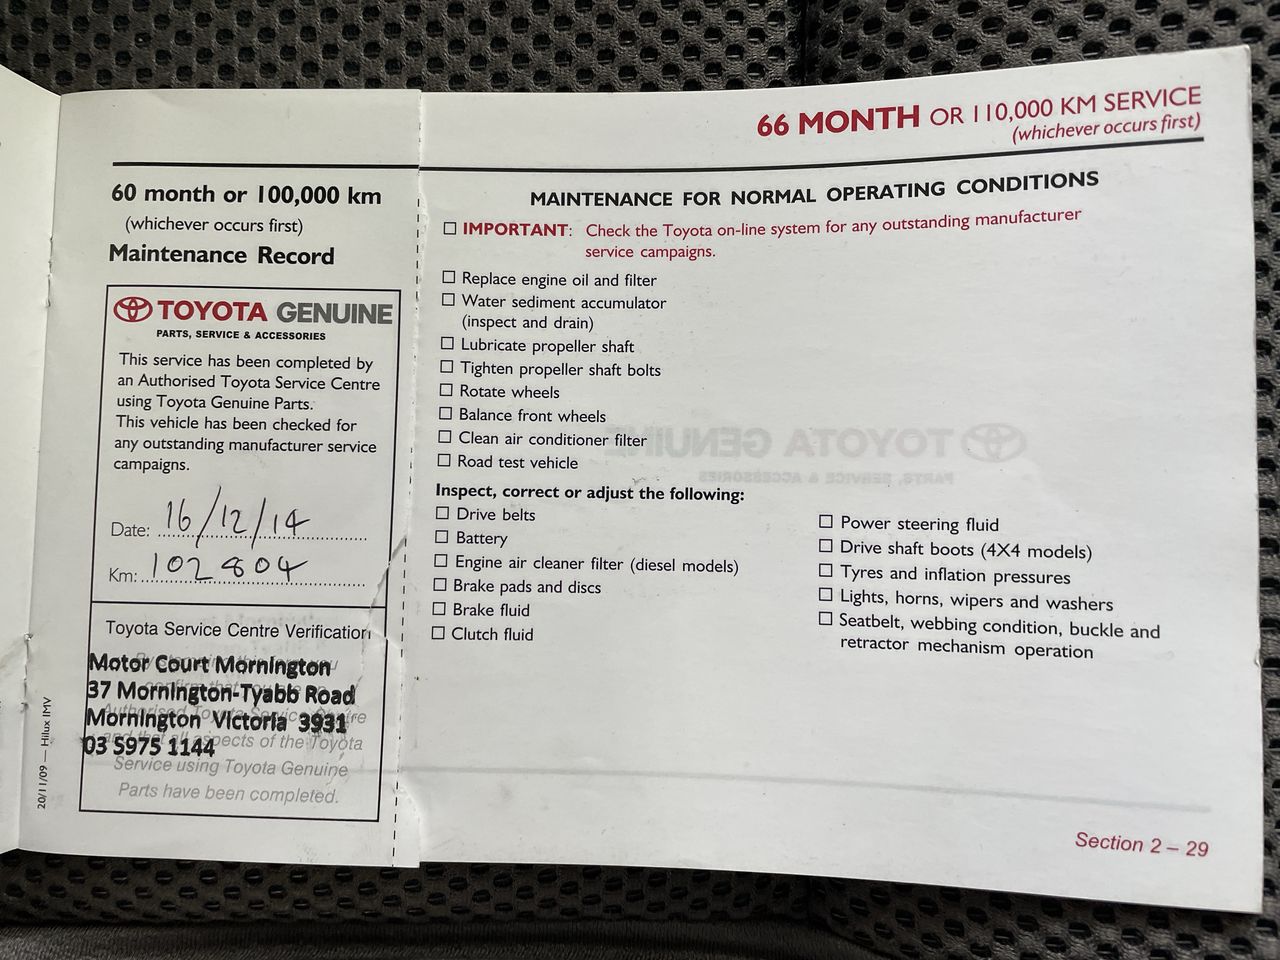 60 month or 100,000 km
(whichever occurs first)
Maintenance Record
TOYOTA GENUINE
PARTS, SERVICE & ACCESSORIES
This service has been completed by
an Authorised Toyota Service Centre
using Toyota Genuine Parts.
This vehicle has been checked for
any outstanding manufacturer service
campaigns.
Date: 16/12/14
Km: 102804
Toyota Service Centre Verification
Motor Court Mornington
37 Mornington-Tyabb Road
Mornington Victoria 3931
03 5975 1144
and that all aspects of the Toyota
Service using Toyota Genuine
Parts have been completed.
20/11/09 — Hilux IMV
66 MONTH OR 110,000 KM SERVICE
(whichever occurs first)
MAINTENANCE FOR NORMAL OPERATING CONDITIONS
☐ IMPORTANT: Check the Toyota on-line system for any outstanding manufacturer
service campaigns.
☐ Replace engine oil and filter
☐ Water sediment accumulator
(inspect and drain)
☐ Lubricate propeller shaft
☐ Tighten propeller shaft bolts
☐ Rotate wheels
☐ Balance front wheels
☐ Clean air conditioner filter
☐ Road test vehicle
Inspect, correct or adjust the following:
☐ Drive belts
☐ Battery
☐ Engine air cleaner filter (diesel models)
☐ Brake pads and discs
☐ Brake fluid
☐ Clutch fluid
☐ Power steering fluid
☐ Drive shaft boots (4X4 models)
☐ Tyres and inflation pressures
☐ Lights, horns, wipers and washers
☐ Seatbelt, webbing condition, buckle and
retractor mechanism operation
Section 2 – 29